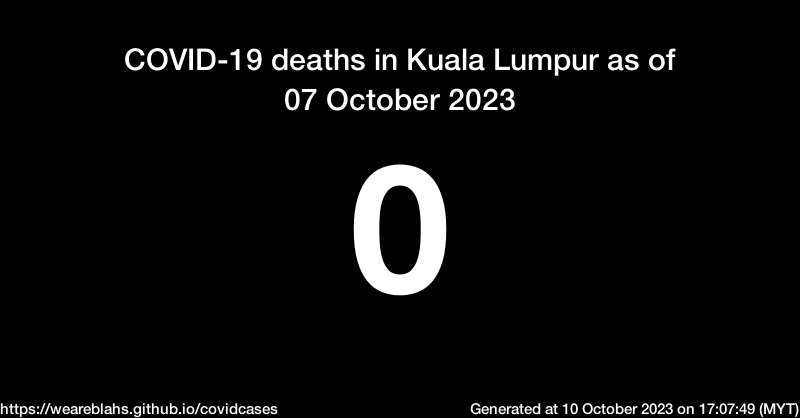 COVID-19 deaths in Kuala Lumpur as of
07 October 2023
0
https://weareblahs.github.io/covidcases
Generated at 10 October 2023 on 17:07:49 (MYT)